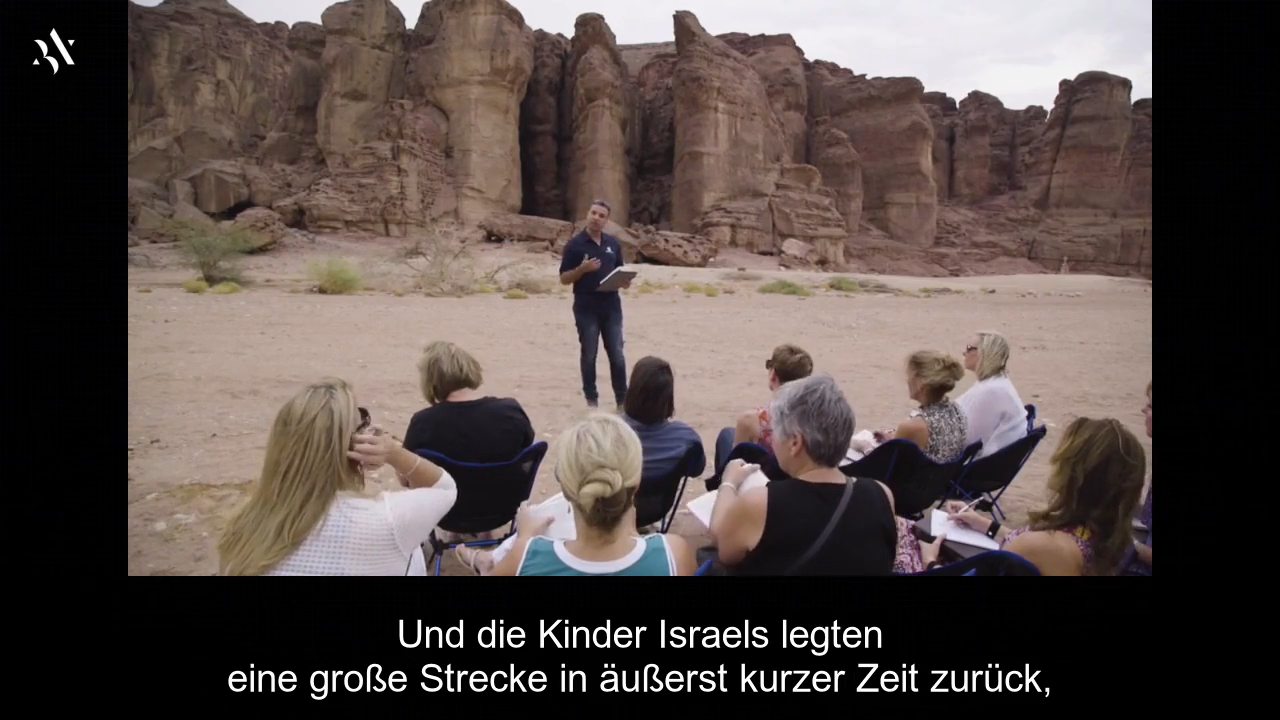 Und die Kinder Israels legten
eine große Strecke in äußerst kurzer Zeit zurück,